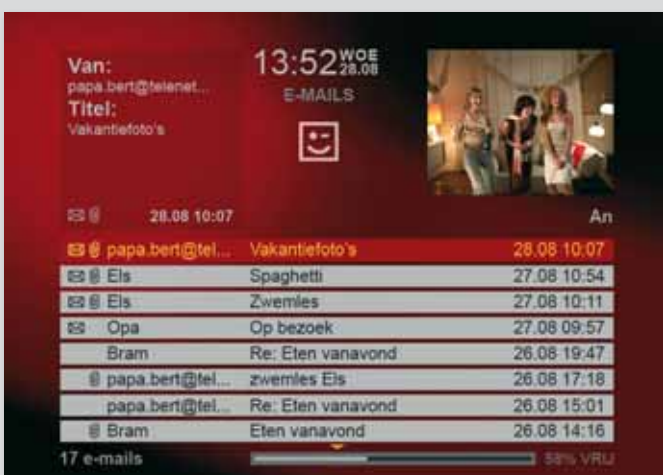 Van:
papa.bert@telenet...
Titel:
Vakantiefoto's
28.08 10:07
13:52 WOE 28.08
E-MAILS
An
papa.bert@tel... Vakantiefoto's 28.08 10:07
Els Spaghetti 27.08 10:54
Els Zwemles 27.08 10:11
Opa Op bezoek 27.08 09:57
Bram Re: Eten vanavond 26.08 19:47
papa.bert@tel... zwemles Els 26.08 17:18
papa.bert@tel... Re: Eten vanavond 26.08 15:01
Bram Eten vanavond 26.08 14:16
17 e-mails 58% VRIJ